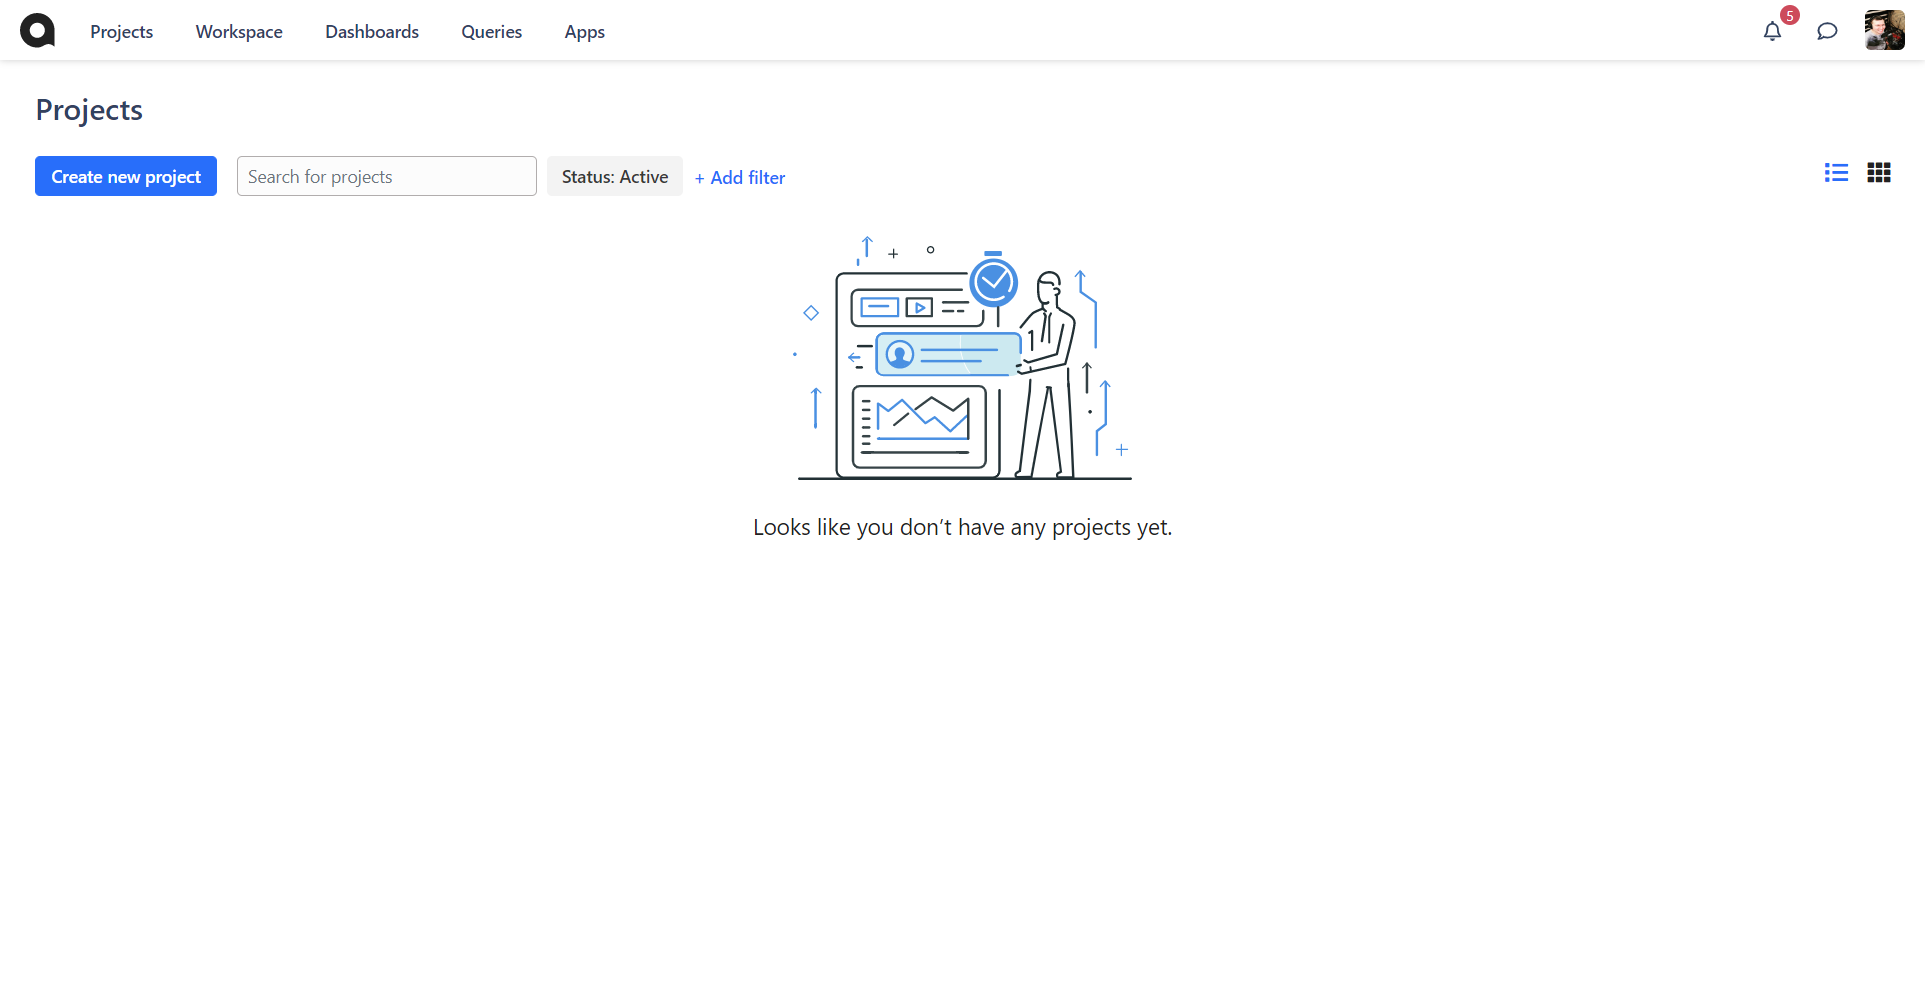 Projects Workspace Dashboards Queries Apps 5
Projects
Create new project Search for projects Status: Active + Add filter
Looks like you don't have any projects yet.